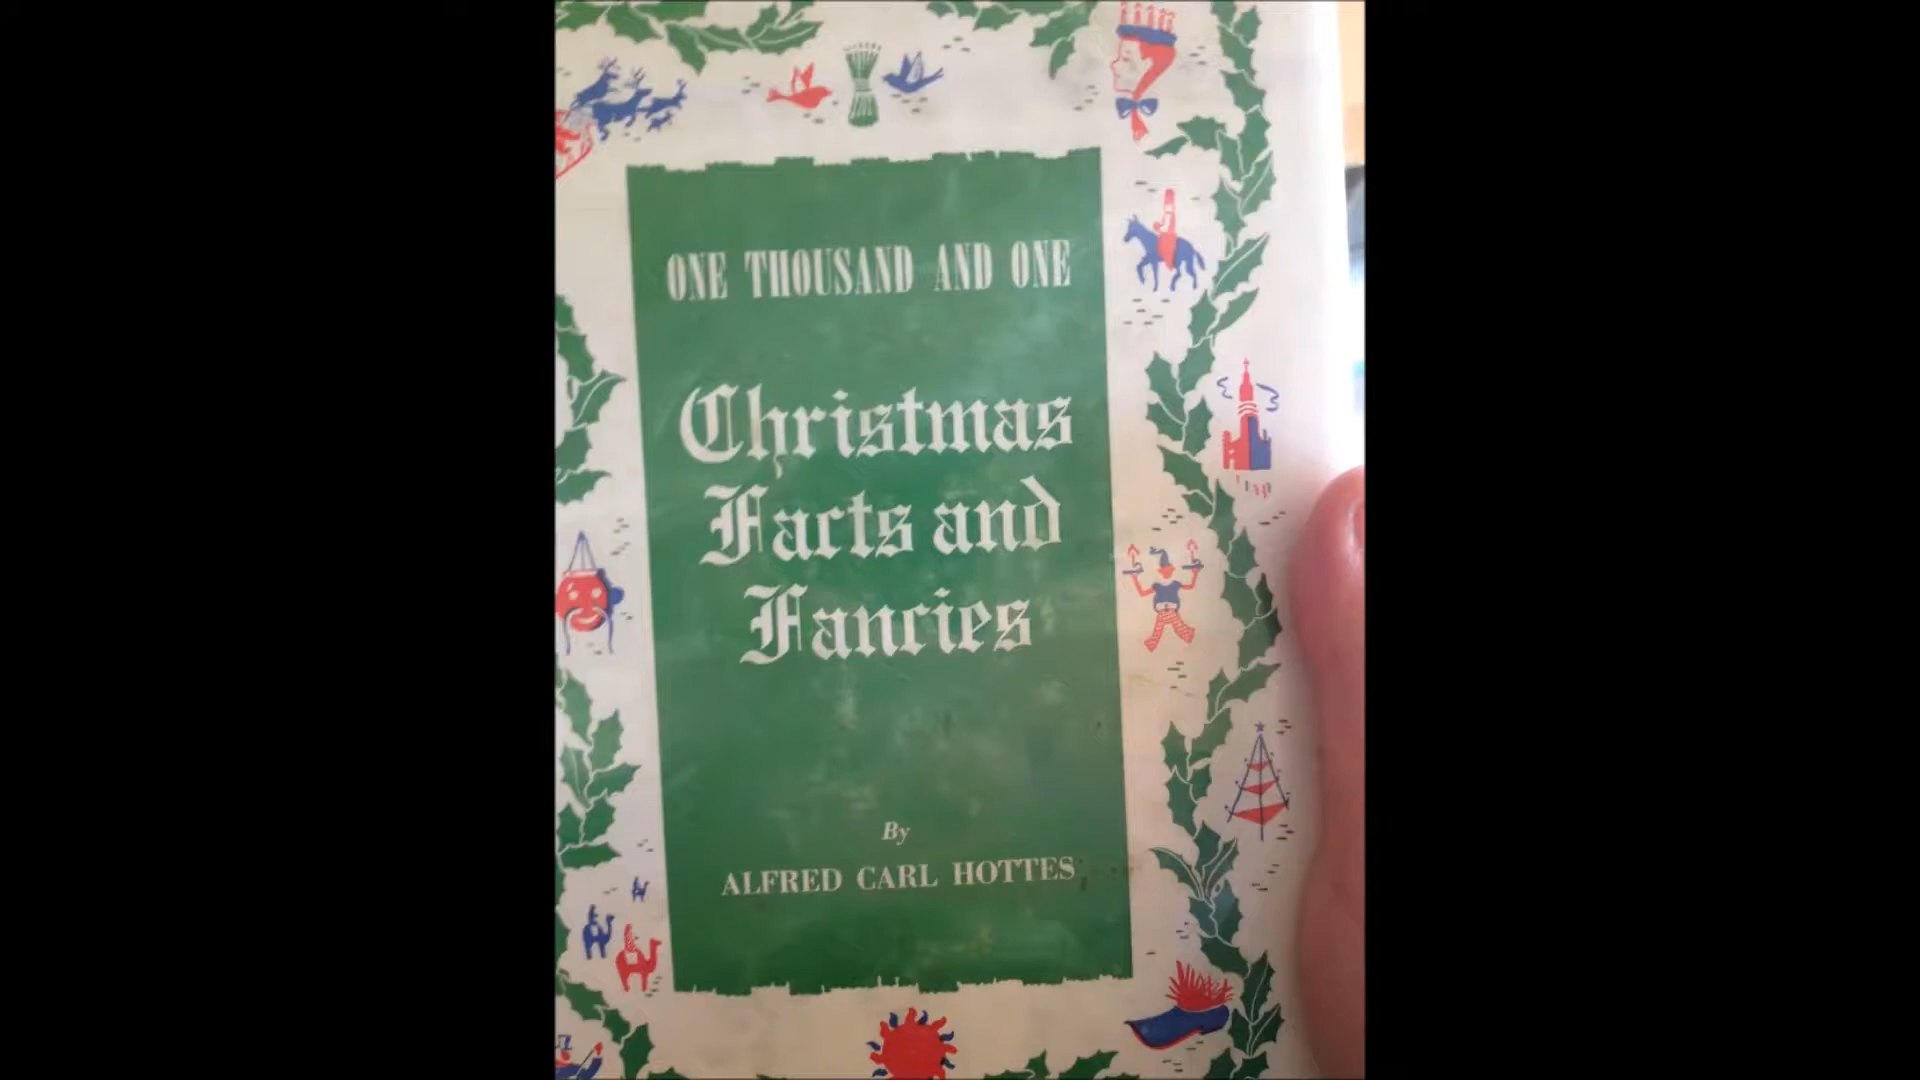 ONE THOUSAND AND ONE
Christmas
Facts and
Fancies
By
ALFRED CARL HOTTES